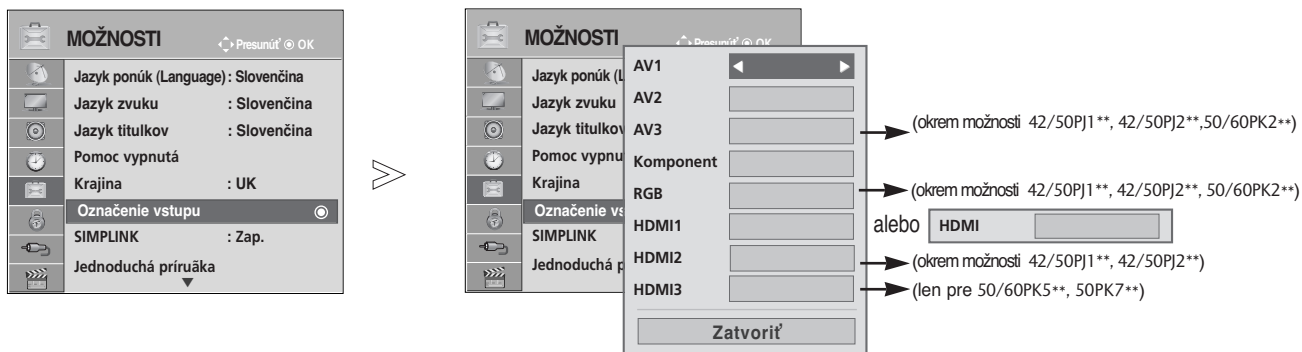 MOŽNOSTI
Presunúť OK
Jazyk ponúk (Language) : Slovenčina
Jazyk zvuku : Slovenčina
Jazyk titulkov : Slovenčina
Pomoc vypnutá
Krajina : UK
Označenie vstupu
SIMPLINK : Zap.
Jednoduchá príruãka
MOŽNOSTI
Presunúť OK
Jazyk ponúk (L
Jazyk zvuku
Jazyk titulkov
Pomoc vypnu
Krajina
Označenie vs
SIMPLINK
Jednoduchá p
AV1
AV2
AV3
Komponent
RGB
HDMI1
HDMI2
HDMI3
Zatvoriť
(okrem možnosti 42/50PJ1**, 42/50PJ2**,50/60PK2**)
(okrem možnosti 42/50PJ1**, 42/50PJ2**, 50/60PK2**)
alebo HDMI
(okrem možnosti 42/50PJ1**, 42/50PJ2**)
(len pre 50/60PK5**, 50PK7**)